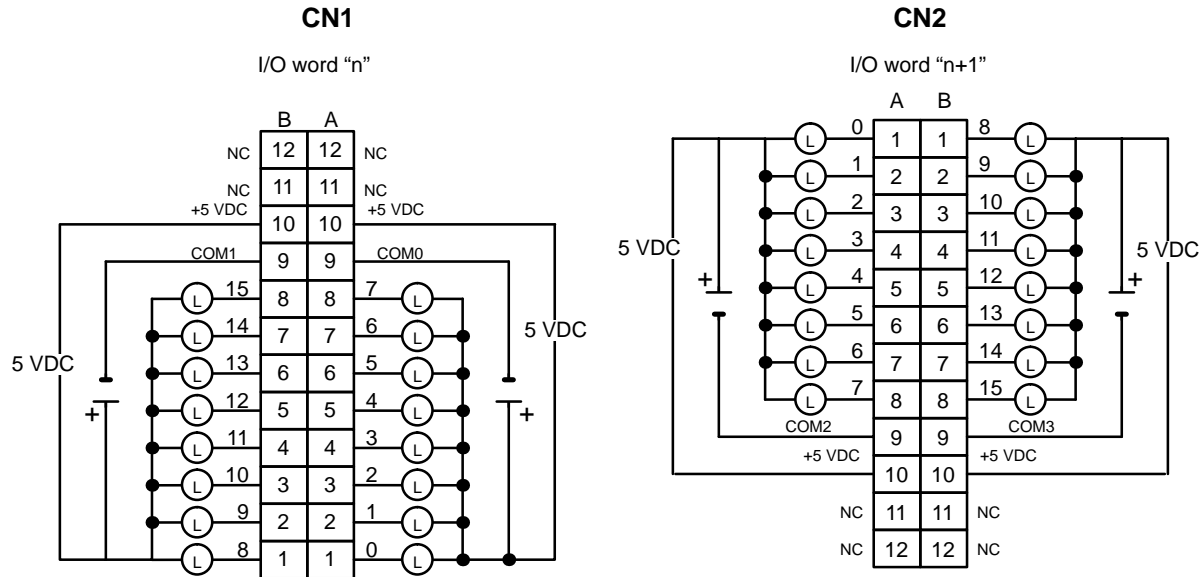 CN1
I/O word “n”
B A
NC 12 12 NC
NC 11 11 NC
+5 VDC 10 10 +5 VDC
COM1 9 9 COM0
L 15 8 8 7 L
L 14 7 7 6 L
5 VDC 5 VDC
L 13 6 6 5 L
L 12 5 5 4 L
+ +
L 11 4 4 3 L
L 10 3 3 2 L
L 9 2 2 1 L
L 8 1 1 0 L
CN2
I/O word “n+1”
A B
L 0 1 1 8 L
L 1 2 2 9 L
L 2 3 3 10 L
5 VDC 5 VDC
L 3 4 4 11 L
+ +
L 4 5 5 12 L
L 5 6 6 13 L
L 6 7 7 14 L
L 7 8 8 15 L
COM2 9 9 COM3
+5 VDC 10 10 +5 VDC
NC 11 11 NC
NC 12 12 NC